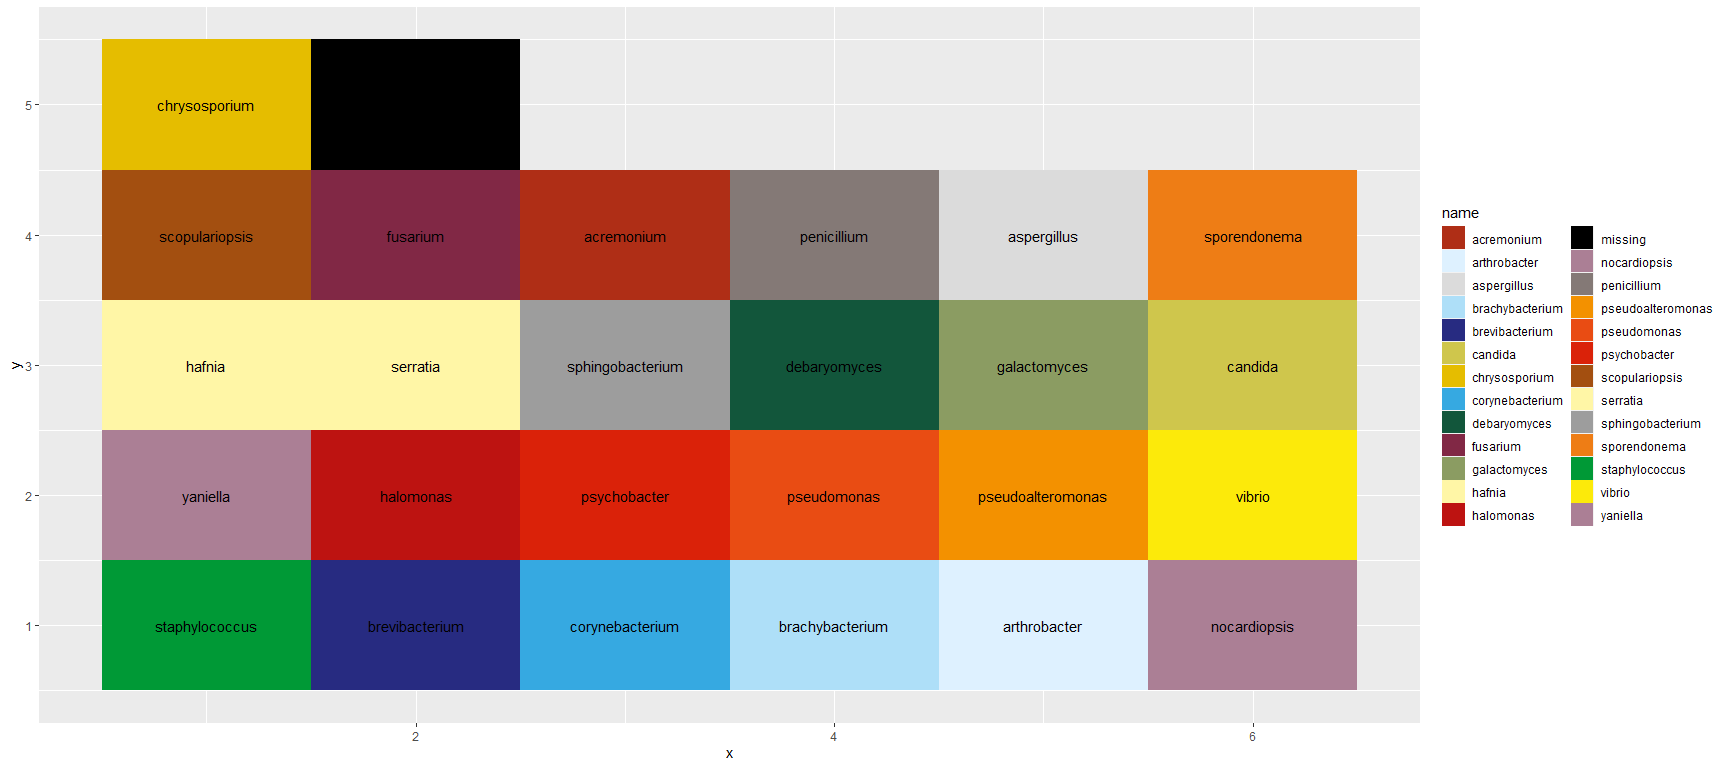 chrysosporium
scopulariopsis fusarium acremonium penicillium aspergillus sporendonema
hafnia serratia sphingobacterium debaryomyces galactomyces candida
yaniella halomonas psychobacter pseudomonas pseudoalteromonas vibrio
staphylococcus brevibacterium corynebacterium brachybacterium arthrobacter nocardiopsis
5
4
3
2
1
y
2 4 6
x
name
acremonium
arthrobacter
aspergillus
brachybacterium
brevibacterium
candida
chrysosporium
corynebacterium
debaryomyces
fusarium
galactomyces
hafnia
halomonas
missing
nocardiopsis
penicillium
pseudoalteromonas
pseudomonas
psychobacter
scopulariopsis
serratia
sphingobacterium
sporendonema
staphylococcus
vibrio
yaniella